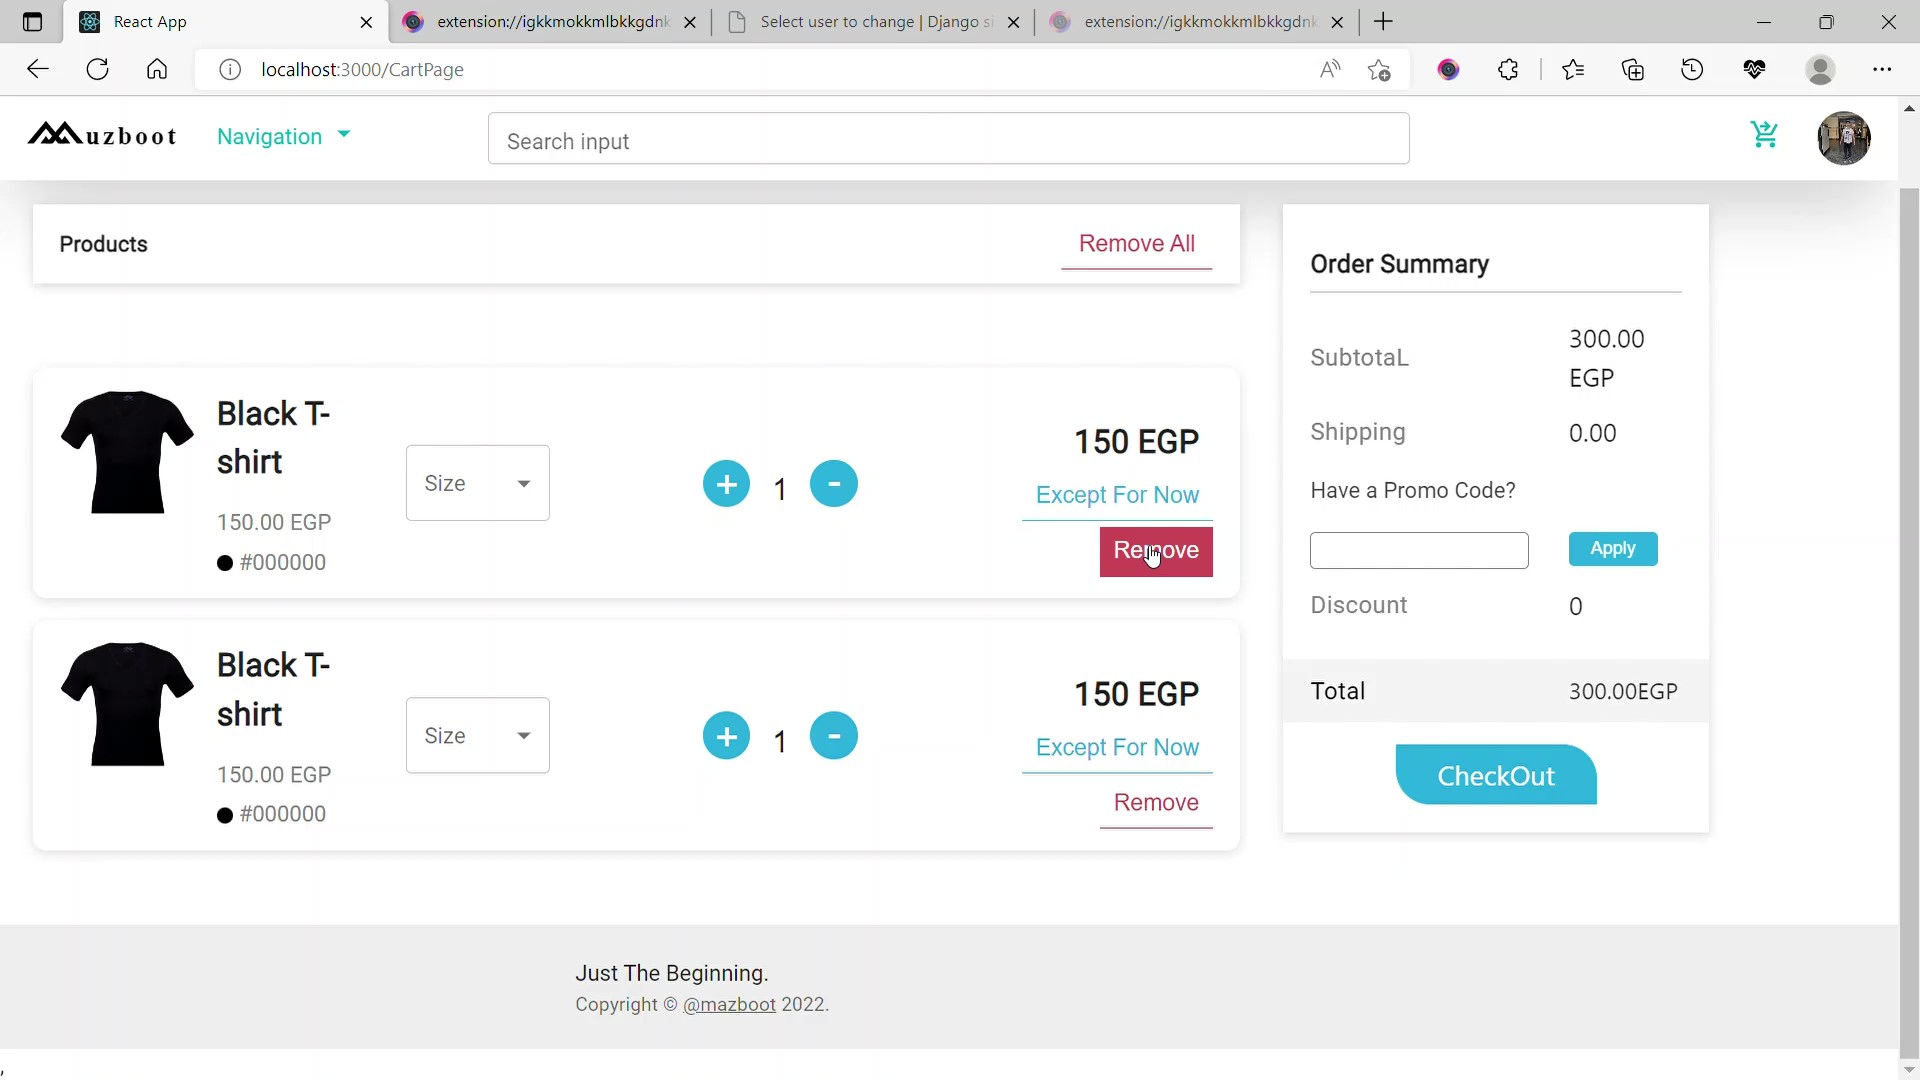 React App
extension://igkkmokkmlbkkgdnk
Select user to change | Django si
extension://igkkmokkmlbkkgdnk
localhost:3000/CartPage
Muzboot
Navigation
Search input
Products
Remove All
Order Summary
SubtotaL
300.00
EGP
Shipping
0.00
Have a Promo Code?
Apply
Discount
0
Total
300.00EGP
CheckOut
Black T-
shirt
150.00 EGP
#000000
Size
+ 1 -
150 EGP
Except For Now
Remove
Black T-
shirt
150.00 EGP
#000000
Size
+ 1 -
150 EGP
Except For Now
Remove
Just The Beginning.
Copyright © @mazboot 2022.
,